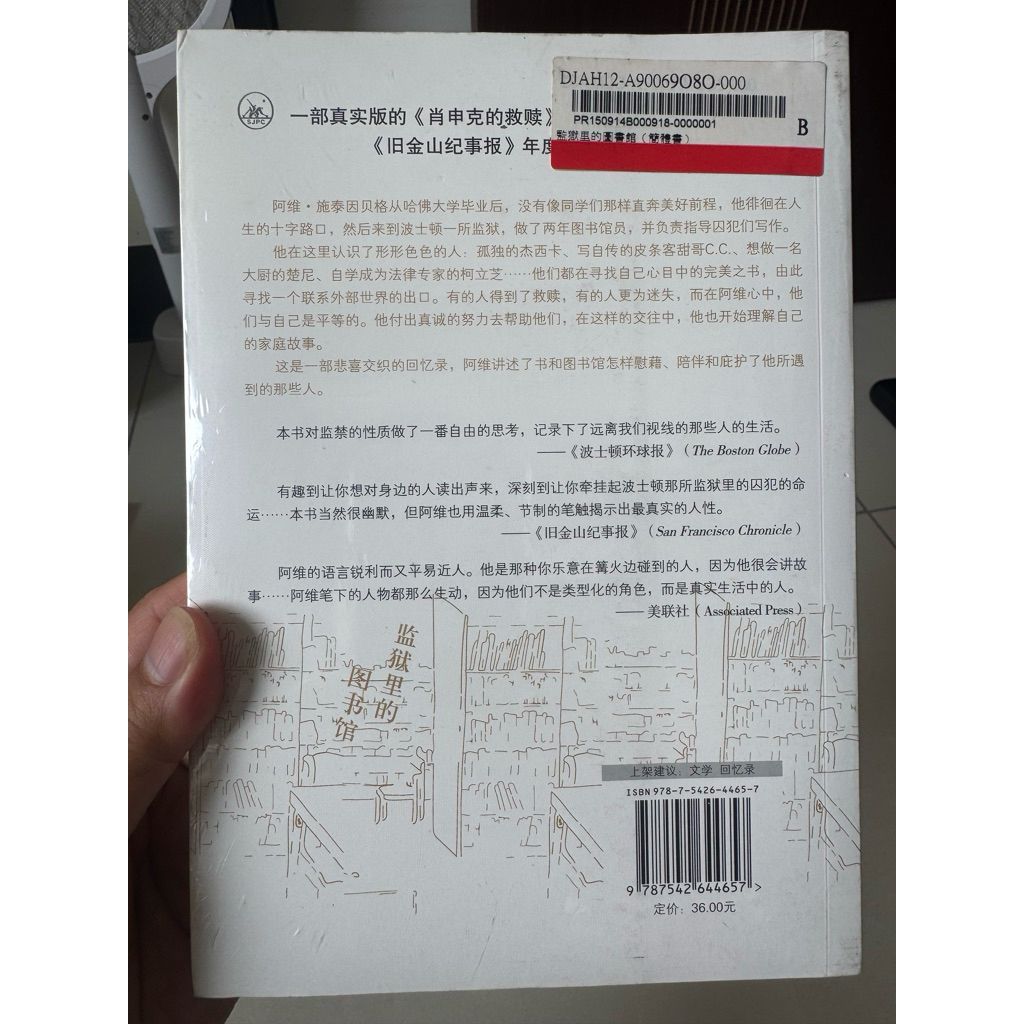 DJAH12-A90069O8O-000
PR150914B000918-0000001
B
監獄里的圖書館（簡體書）
SJPC
一部真实版的《肖申克的救赎》
《旧金山纪事报》年度
阿维·施泰因贝格从哈佛大学毕业后，没有像同学们那样直奔美好前程，他徘徊在人
生的十字路口，然后来到波士顿一所监狱，做了两年图书馆员，并负责指导囚犯们写作。
他在这里认识了形形色色的人：孤独的杰西卡、写自传的皮条客甜哥C.C.、想做一名
大厨的楚尼、自学成为法律专家的柯立芝……他们都在寻找自己心目中的完美之书，由此
寻找一个联系外部世界的出口。有的人得到了救赎，有的人更为迷失，而在阿维心中，他
们与自己是平等的。他付出真诚的努力去帮助他们，在这样的交往中，他也开始理解自己
的家庭故事。
这是一部悲喜交织的回忆录，阿维讲述了书和图书馆怎样慰藉、陪伴和庇护了他所遇
到的那些人。
本书对监禁的性质做了一番自由的思考，记录下了远离我们视线的那些人的生活。
——《波士顿环球报》（The Boston Globe）
有趣到让你想对身边的人读出声来，深刻到让你牵挂起波士顿那所监狱里的囚犯的命
运……本书当然很幽默，但阿维也用温柔、节制的笔触揭示出最真实的人性。
——《旧金山纪事报》（San Francisco Chronicle）
阿维的语言锐利而又平易近人。他是那种你乐意在篝火边碰到的人，因为他很会讲故
事……阿维笔下的人物都那么生动，因为他们不是类型化的角色，而是真实生活中的人。
——美联社（Associated Press）
监狱里的
图书馆
上架建议：文学 回忆录
ISBN 978-7-5426-4465-7
9 787542 644657 >
定价：36.00元